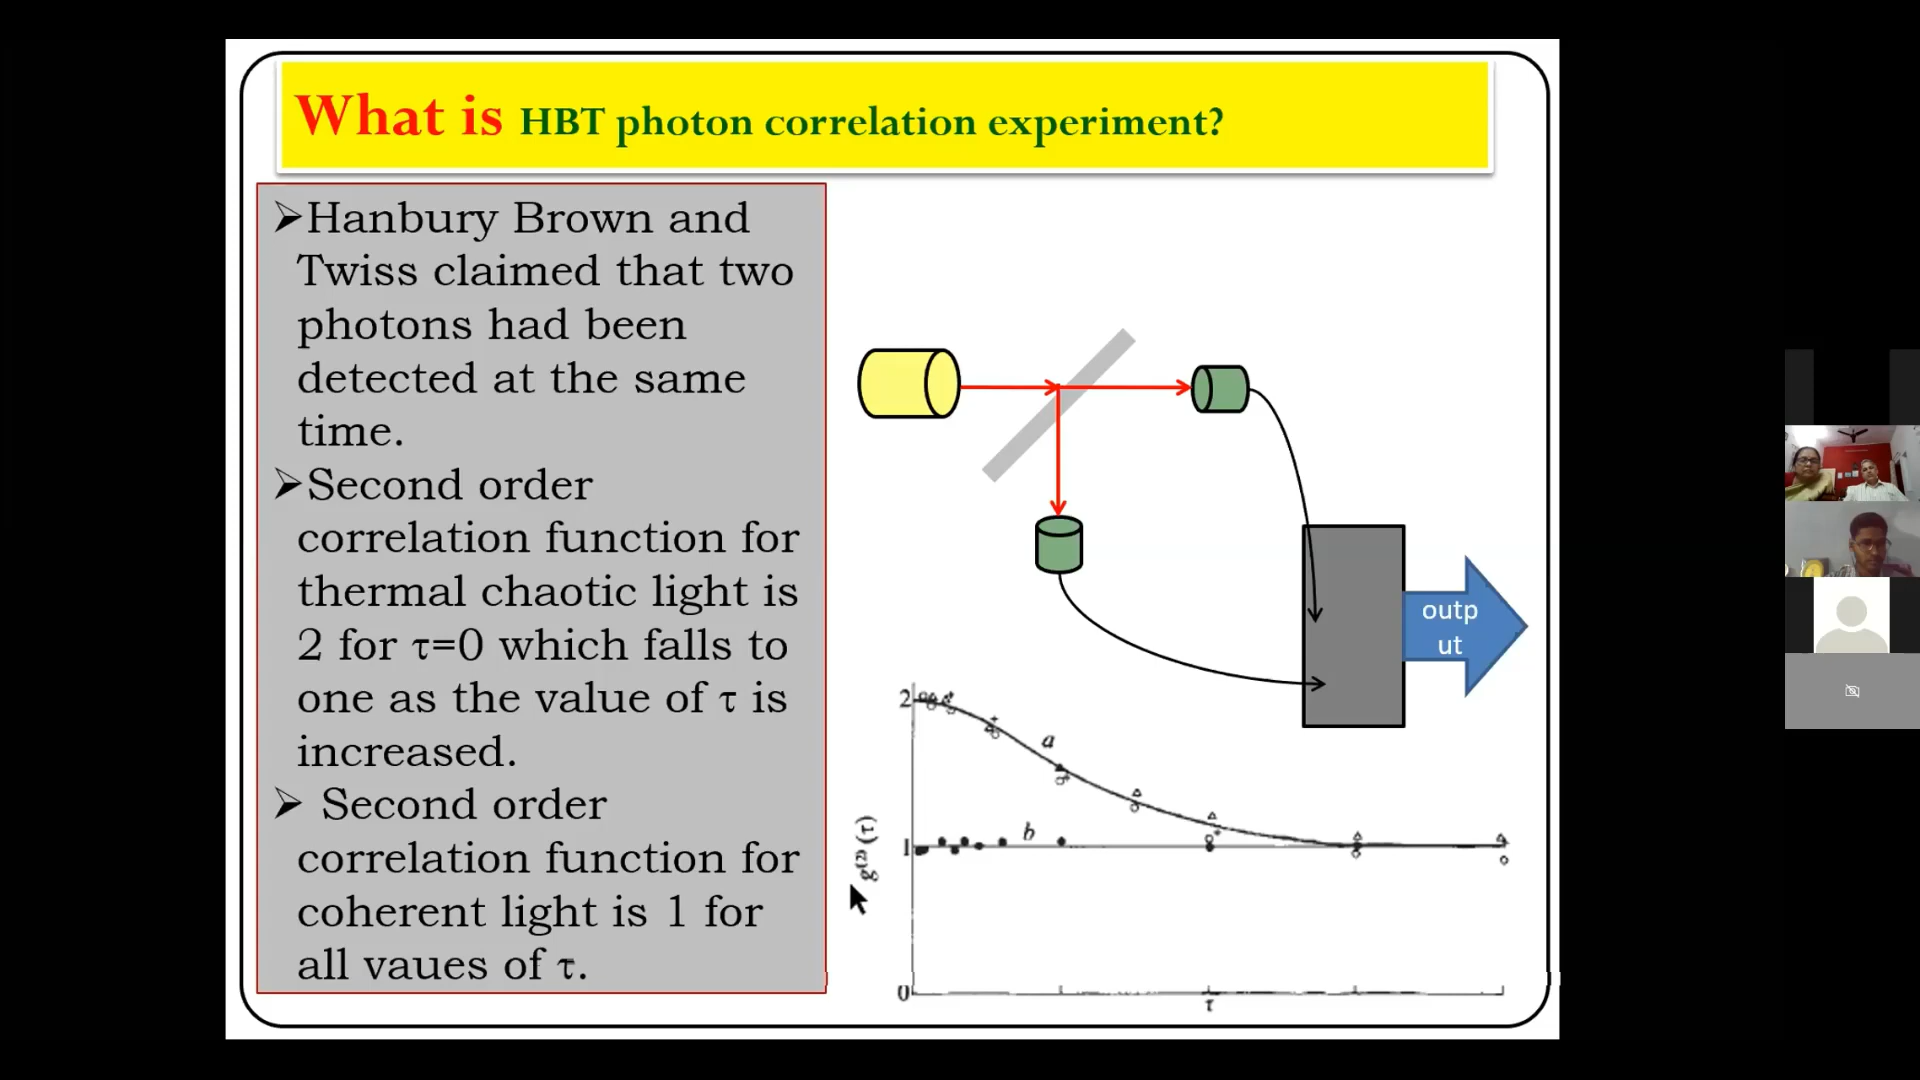 What is HBT photon correlation experiment?
➢Hanbury Brown and
Twiss claimed that two
photons had been
detected at the same
time.
➢Second order
correlation function for
thermal chaotic light is
2 for τ=0 which falls to
one as the value of τ is
increased.
➢ Second order
correlation function for
coherent light is 1 for
all vaues of τ.
outp
ut
2
a
b
1
g⁽²⁾(τ)
0
τ